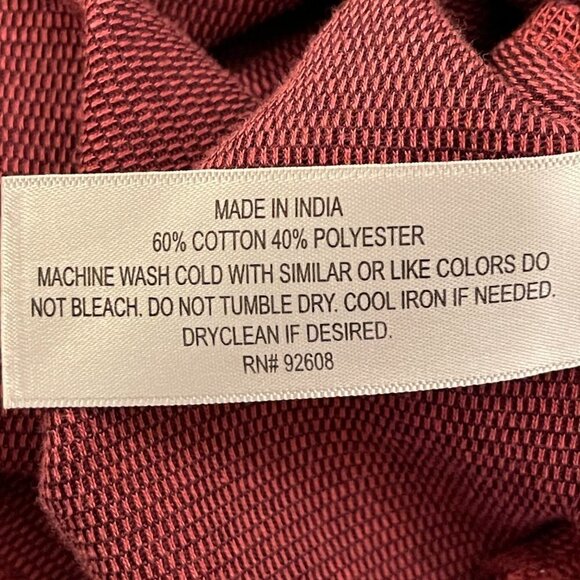 MADE IN INDIA
60% COTTON 40% POLYESTER
MACHINE WASH COLD WITH SIMILAR OR LIKE COLORS DO
NOT BLEACH. DO NOT TUMBLE DRY. COOL IRON IF NEEDED.
DRYCLEAN IF DESIRED.
RN# 92608